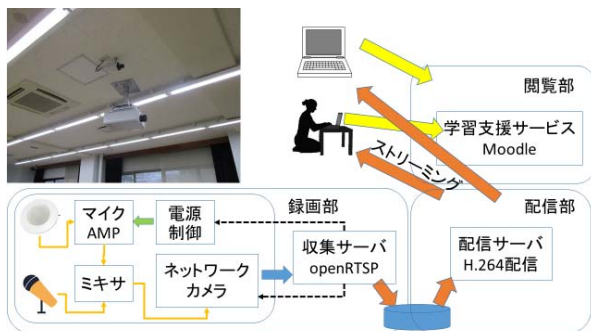 閲覧部
学習支援サービス
Moodle
ストリーミング
マイク
AMP
電源
制御
録画部
配信部
ミキサ
ネットワーク
カメラ
収集サーバ
openRTSP
配信サーバ
H.264配信